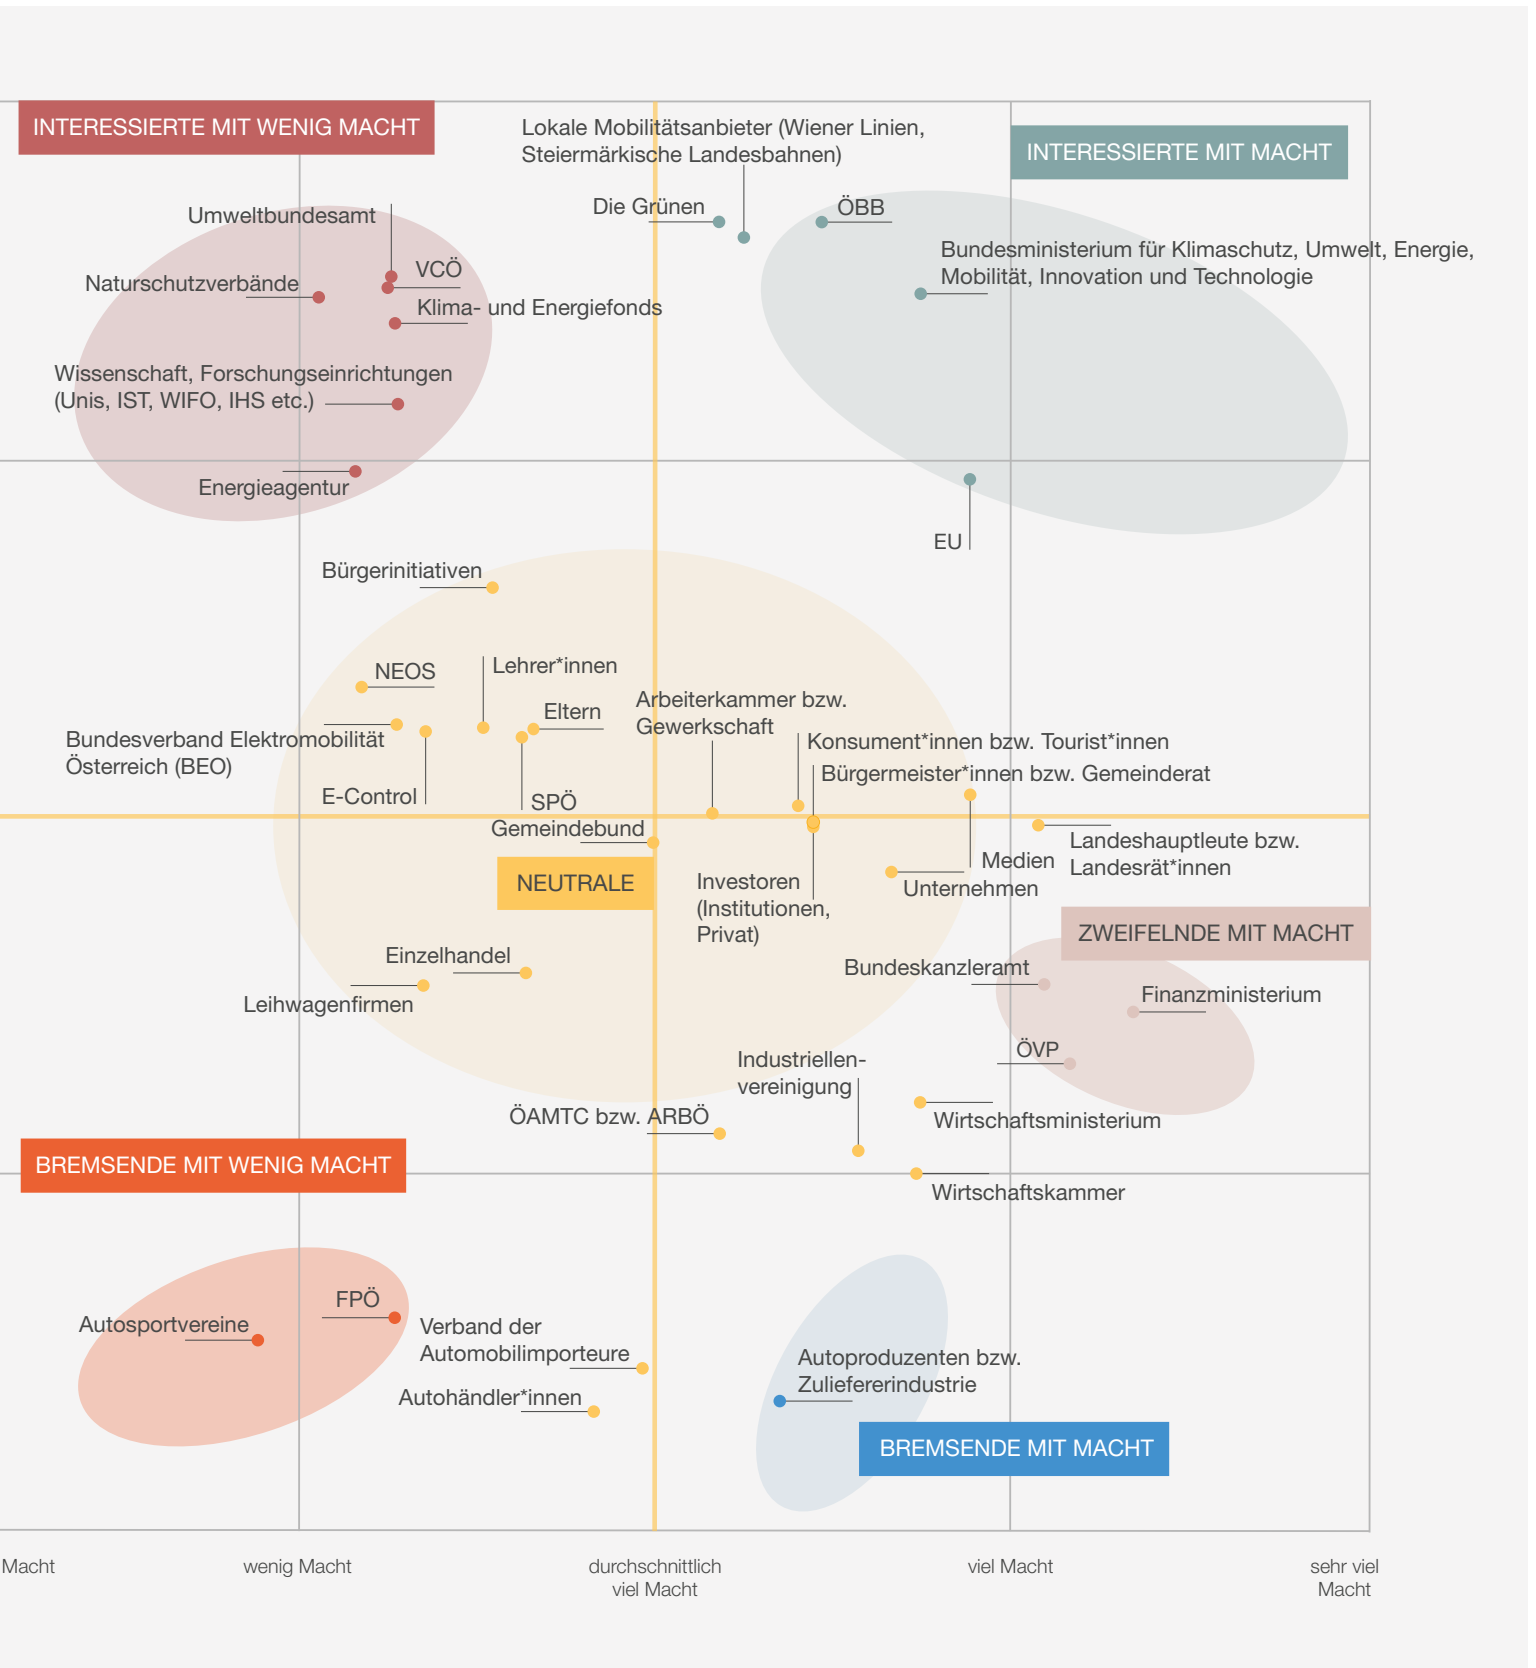 INTERESSIERTE MIT WENIG MACHT
Lokale Mobilitätsanbieter (Wiener Linien,
Steiermärkische Landesbahnen)
INTERESSIERTE MIT MACHT
Umweltbundesamt
Die Grünen
ÖBB
Bundesministerium für Klimaschutz, Umwelt, Energie,
Mobilität, Innovation und Technologie
VCÖ
Naturschutzverbände
Klima- und Energiefonds
Wissenschaft, Forschungseinrichtungen
(Unis, IST, WIFO, IHS etc.)
Energieagentur
EU
Bürgerinitiativen
NEOS
Lehrer*innen
Arbeiterkammer bzw.
Gewerkschaft
Eltern
Bundesverband Elektromobilität
Österreich (BEO)
Konsument*innen bzw. Tourist*innen
Bürgermeister*innen bzw. Gemeinderat
E-Control
SPÖ
Gemeindebund
Landeshauptleute bzw.
Landesrät*innen
Medien
NEUTRALE
Investoren
(Institutionen,
Privat)
Unternehmen
ZWEIFELNDE MIT MACHT
Einzelhandel
Leihwagenfirmen
Bundeskanzleramt
Finanzministerium
ÖVP
Industriellen-
vereinigung
ÖAMTC bzw. ARBÖ
Wirtschaftsministerium
BREMSENDE MIT WENIG MACHT
Wirtschaftskammer
FPÖ
Autosportvereine
Verband der
Automobilimporteure
Autohändler*innen
Autoproduzenten bzw.
Zuliefererindustrie
BREMSENDE MIT MACHT
Macht
wenig Macht
durchschnittlich
viel Macht
viel Macht
sehr viel
Macht